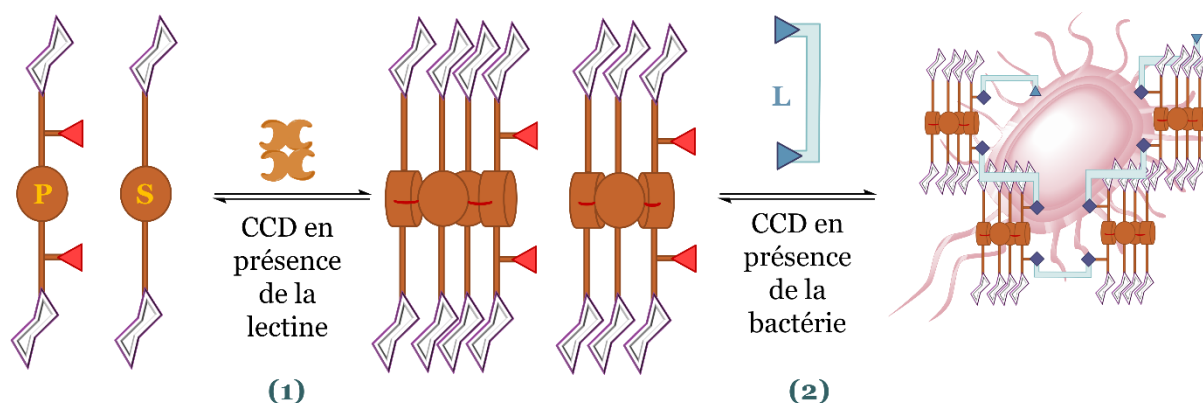 P
S
CCD en
présence
de la
lectine
(1)
L
CCD en
présence
de la
bactérie
(2)